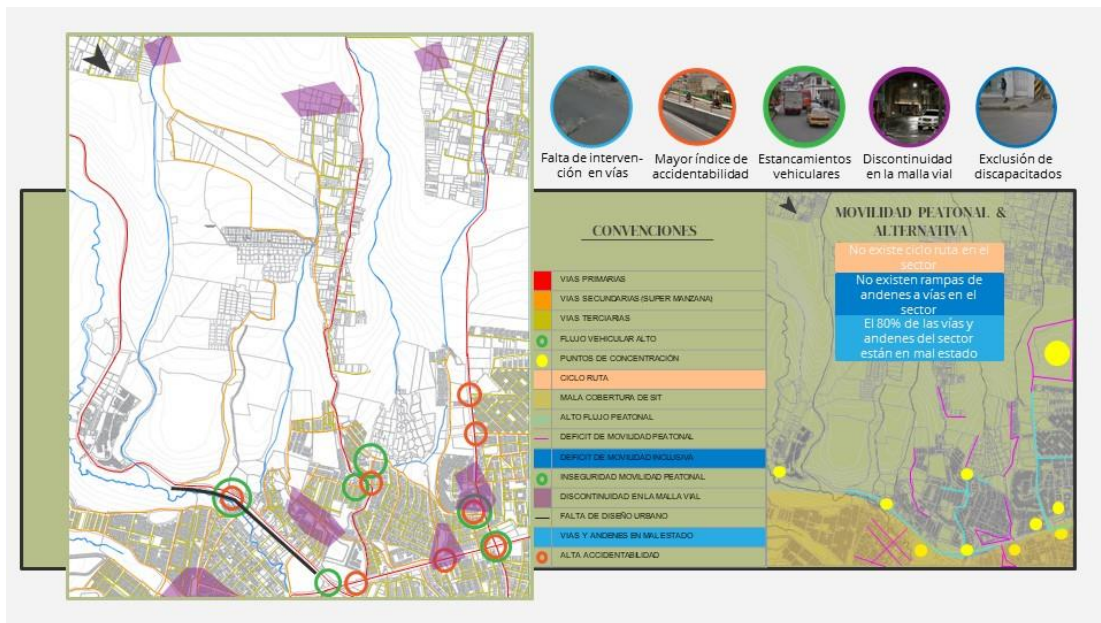 Falta de interven-
ción en vías
Mayor índice de
accidentabilidad
Estancamientos
vehiculares
Discontinuidad
en la malla vial
Exclusión de
discapacitados
CONVENCIONES
VIAS PRIMARIAS
VIAS SECUNDARIAS (SUPER MANZANA)
VIAS TERCIARIAS
FLUJO VEHICULAR ALTO
PUNTOS DE CONCENTRACIÓN
CICLO RUTA
MALA COBERTURA DE SIT
ALTO FLUJO PEATONAL
DEFICIT DE MOVILIDAD PEATONAL
DEFICIT DE MOVILIDAD INCLUSIVA
INSEGURIDAD MOVILIDAD PEATONAL
DISCONTINUIDAD EN LA MALLA VIAL
FALTA DE DISEÑO URBANO
VIAS Y ANDENES EN MAL ESTADO
ALTA ACCIDENTABILIDAD
MOVILIDAD PEATONAL &
ALTERNATIVA
No existe ciclo ruta en el
sector
No existen rampas de
andenes a vías en el
sector
El 80% de las vías y
andenes del sector
están en mal estado